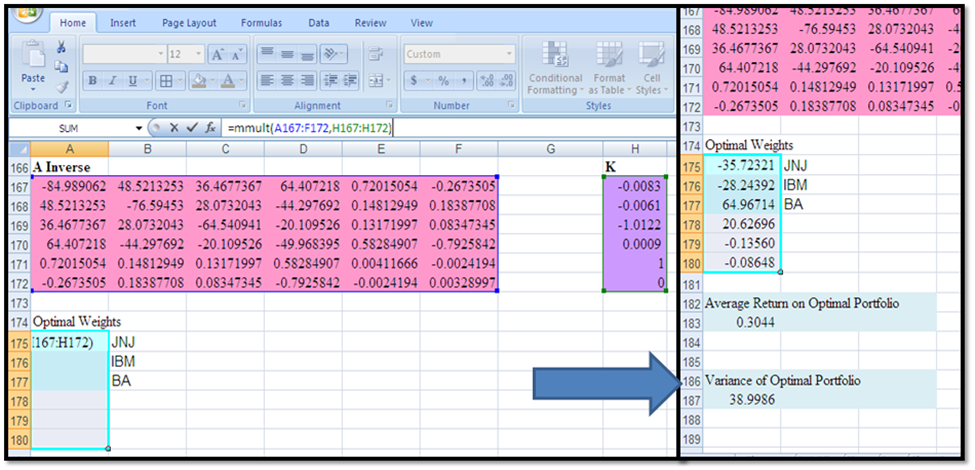 Home Insert Page Layout Formulas Data Review View
12 A A Custom
Paste B I U A $ % , Conditional Formatting Format as Table Cell Styles
Clipboard Font Alignment Number Styles
SUM =mmult(A167:F172,H167:H172)
A B C D E F G H
166 A Inverse K
167 -84.989062 48.5213253 36.4677367 64.407218 0.72015054 -0.2673505 -0.0083
168 48.5213253 -76.59453 28.0732043 -44.297692 0.14812949 0.18387708 -0.0061
169 36.4677367 28.0732043 -64.540941 -20.109526 0.13171997 0.08347345 -1.0122
170 64.407218 -44.297692 -20.109526 -49.968395 0.58284907 -0.7925842 0.0009
171 0.72015054 0.14812949 0.13171997 0.58284907 0.00411666 -0.0024194 1
172 -0.2673505 0.18387708 0.08347345 -0.7925842 -0.0024194 0.00328997 0
173
174 Optimal Weights
175 I167:H172) JNJ
176 IBM
177 BA
178
179
180
167 -84.989062 48.5213253 36.4677367
168 48.5213253 -76.59453 28.0732043 -4
169 36.4677367 28.0732043 -64.540941 -2
170 64.407218 -44.297692 -20.109526 -4
171 0.72015054 0.14812949 0.13171997 0.5
172 -0.2673505 0.18387708 0.08347345 -0
173
174 Optimal Weights
175 -35.72321 JNJ
176 -28.24392 IBM
177 64.96714 BA
178 20.62696
179 -0.13560
180 -0.08648
181
182 Average Return on Optimal Portfolio
183 0.3044
184
185
186 Variance of Optimal Portfolio
187 38.9986
188
189